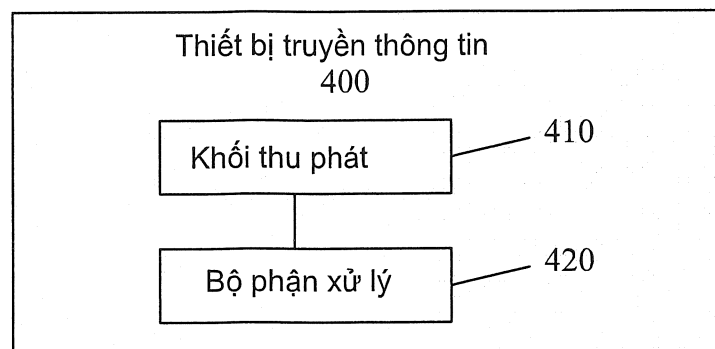 Thiết bị truyền thông tin
400
Khối thu phát
410
Bộ phận xử lý
420